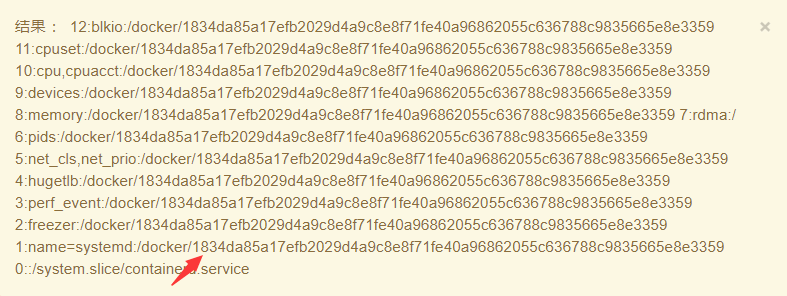 结果： 12:blkio:/docker/1834da85a17efb2029d4a9c8e8f71fe40a96862055c636788c9835665e8e3359
11:cpuset:/docker/1834da85a17efb2029d4a9c8e8f71fe40a96862055c636788c9835665e8e3359
10:cpu,cpuacct:/docker/1834da85a17efb2029d4a9c8e8f71fe40a96862055c636788c9835665e8e3359
9:devices:/docker/1834da85a17efb2029d4a9c8e8f71fe40a96862055c636788c9835665e8e3359
8:memory:/docker/1834da85a17efb2029d4a9c8e8f71fe40a96862055c636788c9835665e8e3359 7:rdma:/
6:pids:/docker/1834da85a17efb2029d4a9c8e8f71fe40a96862055c636788c9835665e8e3359
5:net_cls,net_prio:/docker/1834da85a17efb2029d4a9c8e8f71fe40a96862055c636788c9835665e8e3359
4:hugetlb:/docker/1834da85a17efb2029d4a9c8e8f71fe40a96862055c636788c9835665e8e3359
3:perf_event:/docker/1834da85a17efb2029d4a9c8e8f71fe40a96862055c636788c9835665e8e3359
2:freezer:/docker/1834da85a17efb2029d4a9c8e8f71fe40a96862055c636788c9835665e8e3359
1:name=systemd:/docker/1834da85a17efb2029d4a9c8e8f71fe40a96862055c636788c9835665e8e3359
0::/system.slice/containerd.service